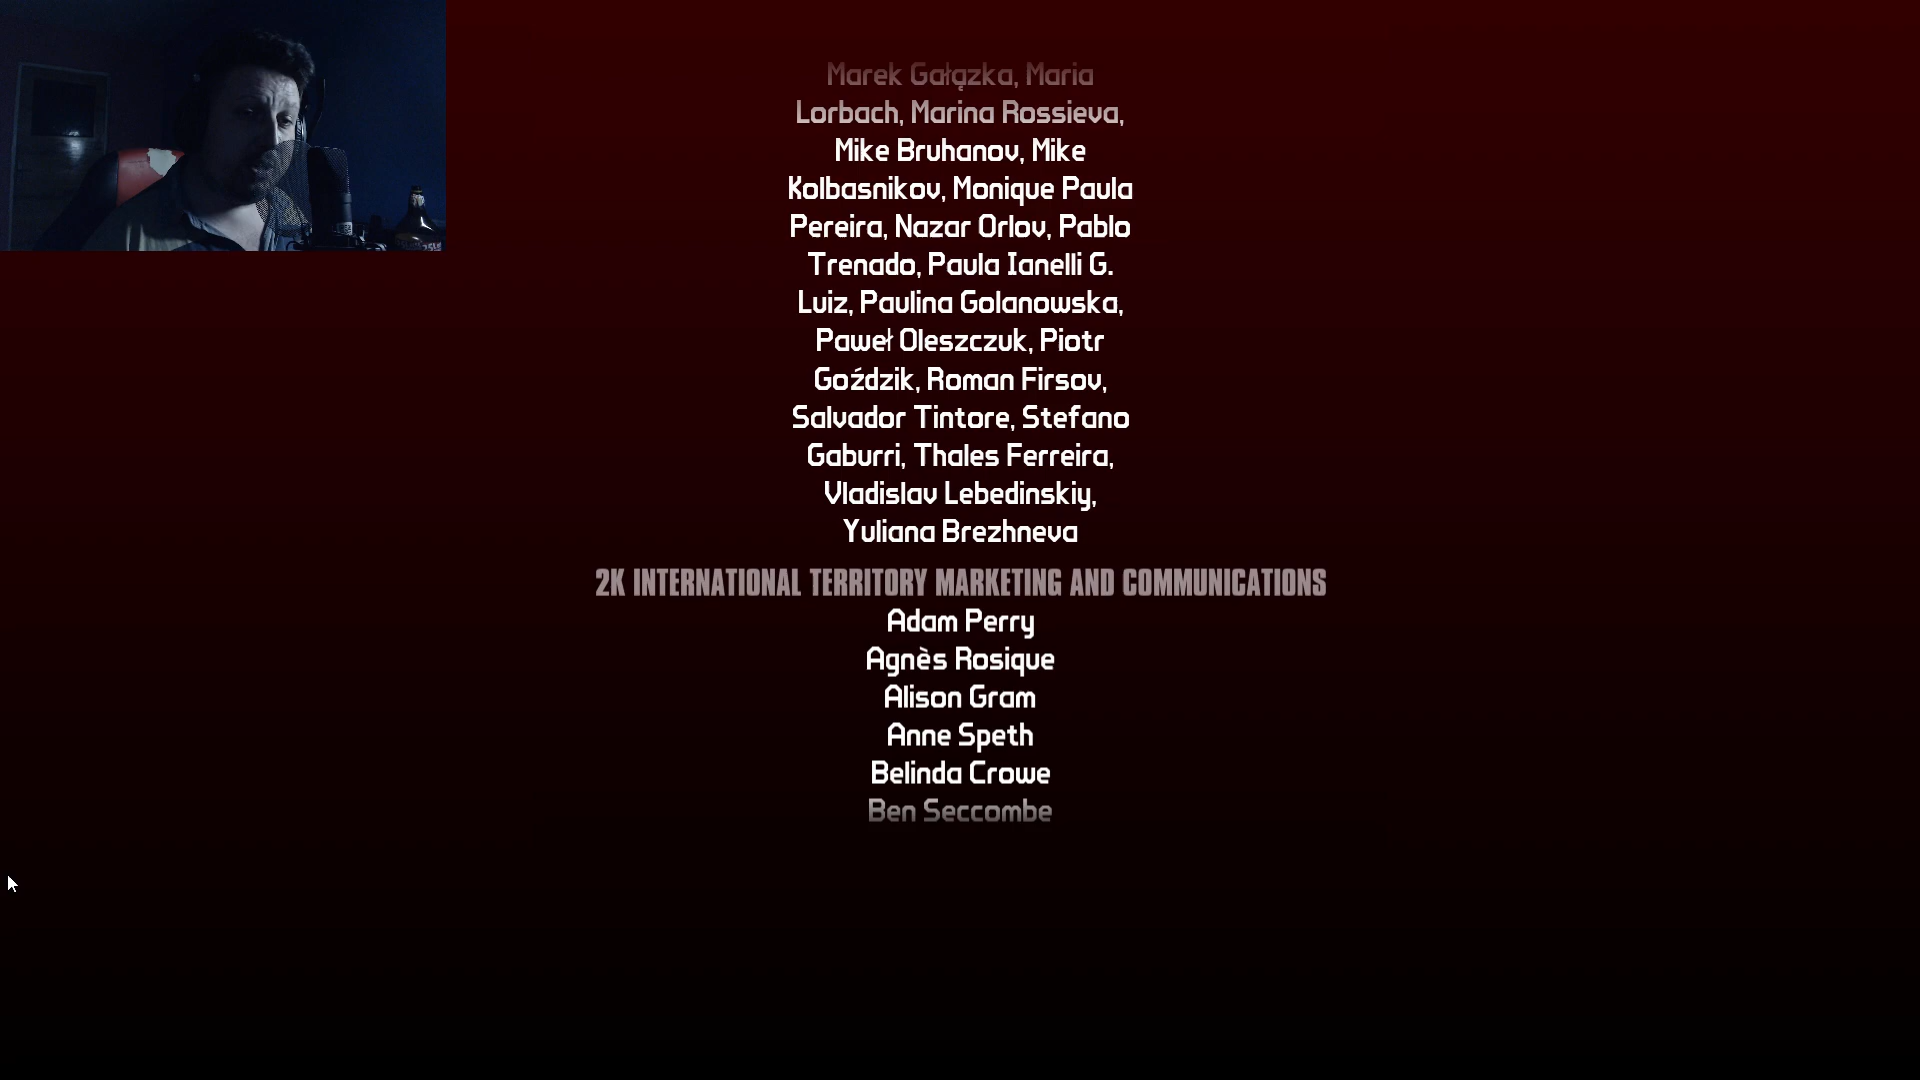 Marek Gałązka, Maria
Lorbach, Marina Rossieva,
Mike Bruhanov, Mike
Kolbasnikov, Monique Paula
Pereira, Nazar Orlov, Pablo
Trenado, Paula Ianelli G.
Luiz, Paulina Golanowska,
Paweł Oleszczuk, Piotr
Goździk, Roman Firsov,
Salvador Tintore, Stefano
Gaburri, Thales Ferreira,
Vladislav Lebedinskiy,
Yuliana Brezhneva
2K INTERNATIONAL TERRITORY MARKETING AND COMMUNICATIONS
Adam Perry
Agnès Rosique
Alison Gram
Anne Speth
Belinda Crowe
Ben Seccombe